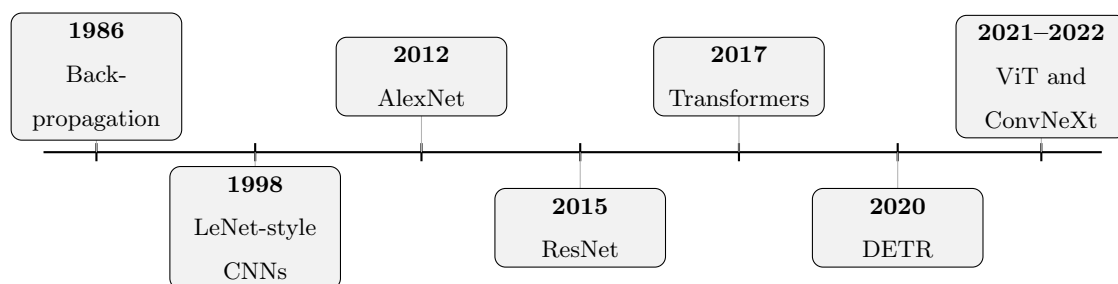 1986
Back-
propagation
1998
LeNet-style
CNNs
2012
AlexNet
2015
ResNet
2017
Transformers
2020
DETR
2021–2022
ViT and
ConvNeXt